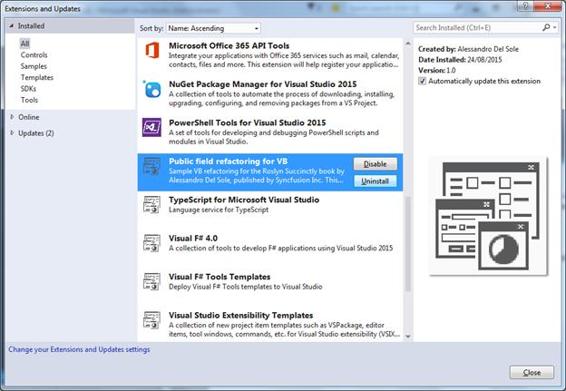 Extensions and Updates
Installed
All
Controls
Samples
Templates
SDKs
Tools
Online
Updates (2)
Sort by: Name: Ascending
Microsoft Office 365 API Tools
Integrate your applications with Office 365 services such as mail, calendar,
contacts, files and more. This extension will help register your applicatio...
NuGet Package Manager for Visual Studio 2015
A collection of tools to automate the process of downloading, installing,
upgrading, configuring, and removing packages from a VS Project.
PowerShell Tools for Visual Studio 2015
A set of tools for developing and debugging PowerShell scripts and
modules in Visual Studio 2015.
Public field refactoring for VB
Sample VB refactoring for the Roslyn Succinctly book by
Alessandro Del Sole, published by Syncfusion Inc. This...
Disable
Uninstall
TypeScript for Microsoft Visual Studio
Language service for TypeScript
Visual F# 4.0
A collection of tools to develop F# applications using Visual Studio 2015
Visual F# Tools Templates
Deploy Visual F# Tools templates to Visual Studio
Visual Studio Extensibility Templates
A collection of new project item templates such as VSPackage, editor
items, tool windows, commands, etc. for Visual Studio extensibility (VSIX...
Search Installed (Ctrl+E)
Created by: Alessandro Del Sole
Date Installed: 24/08/2015
Version: 1.0
Automatically update this extension
Change your Extensions and Updates settings
Close